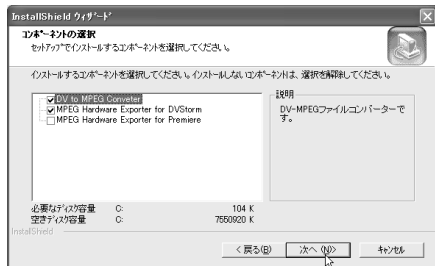 InstallShield ウィザード
コンポーネントの選択
セットアップでインストールするコンポーネントを選択してください。
インストールするコンポーネントを選択してください。インストールしないコンポーネントは、選択を解除してください。
DV to MPEG Conveter
MPEG Hardware Exporter for DVStorm
MPEG Hardware Exporter for Premiere
説明
DV-MPEGファイルコンバーターで
す。
必要なディスク容量 C: 104 K
空きディスク容量 C: 7550920 K
InstallShield
< 戻る(B) 次へ (N)> キャンセル